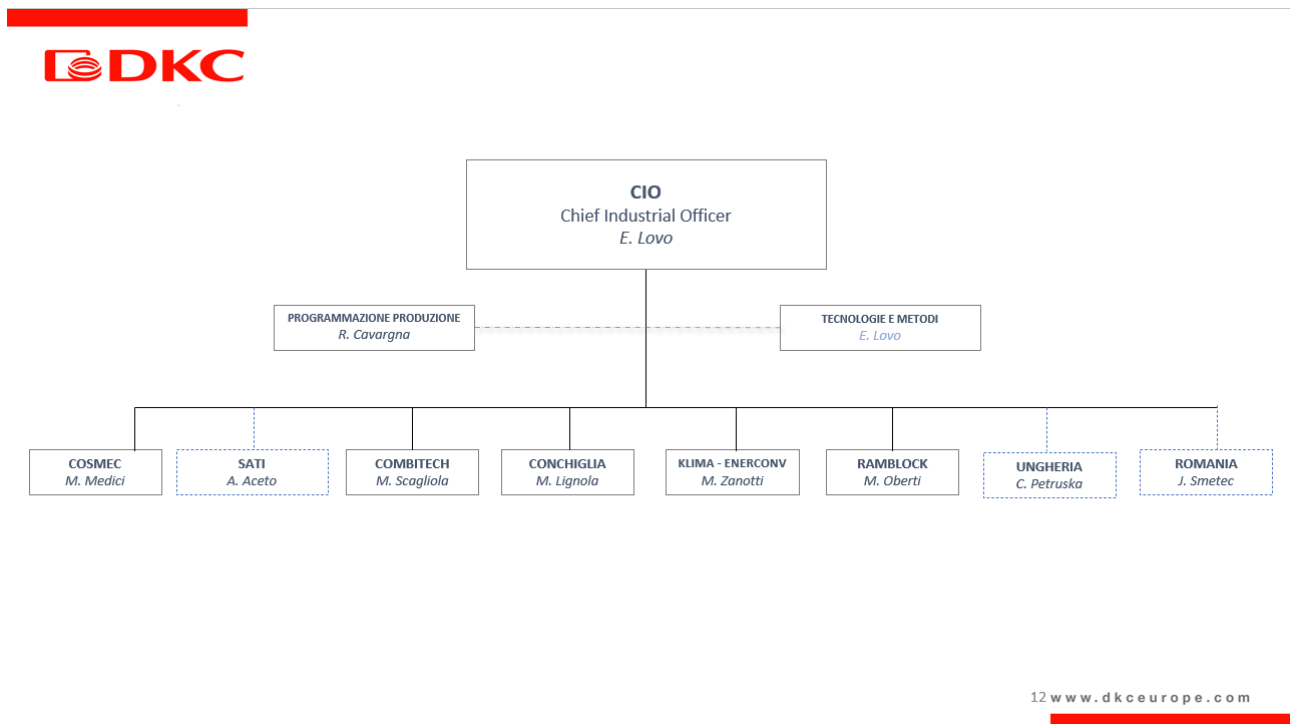 DKC
CIO
Chief Industrial Officer
E. Lovo
PROGRAMMAZIONE PRODUZIONE
R. Cavargna
TECNOLOGIE E METODI
E. Lovo
COSMEC
M. Medici
SATI
A. Aceto
COMBITECH
M. Scagliola
CONCHIGLIA
M. Lignola
KLIMA - ENERCONV
M. Zanotti
RAMBLOCK
M. Oberti
UNGHERIA
C. Petruska
ROMANIA
J. Smetec
12 www.dkceurope.com